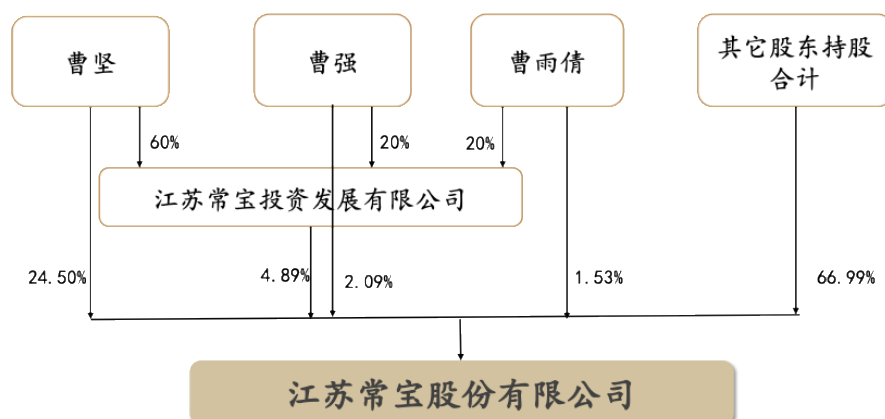 曹坚
曹强
曹雨倩
其它股东持股
合计
60%
20%
20%
江苏常宝投资发展有限公司
24.50%
4.89%
2.09%
1.53%
66.99%
江苏常宝股份有限公司